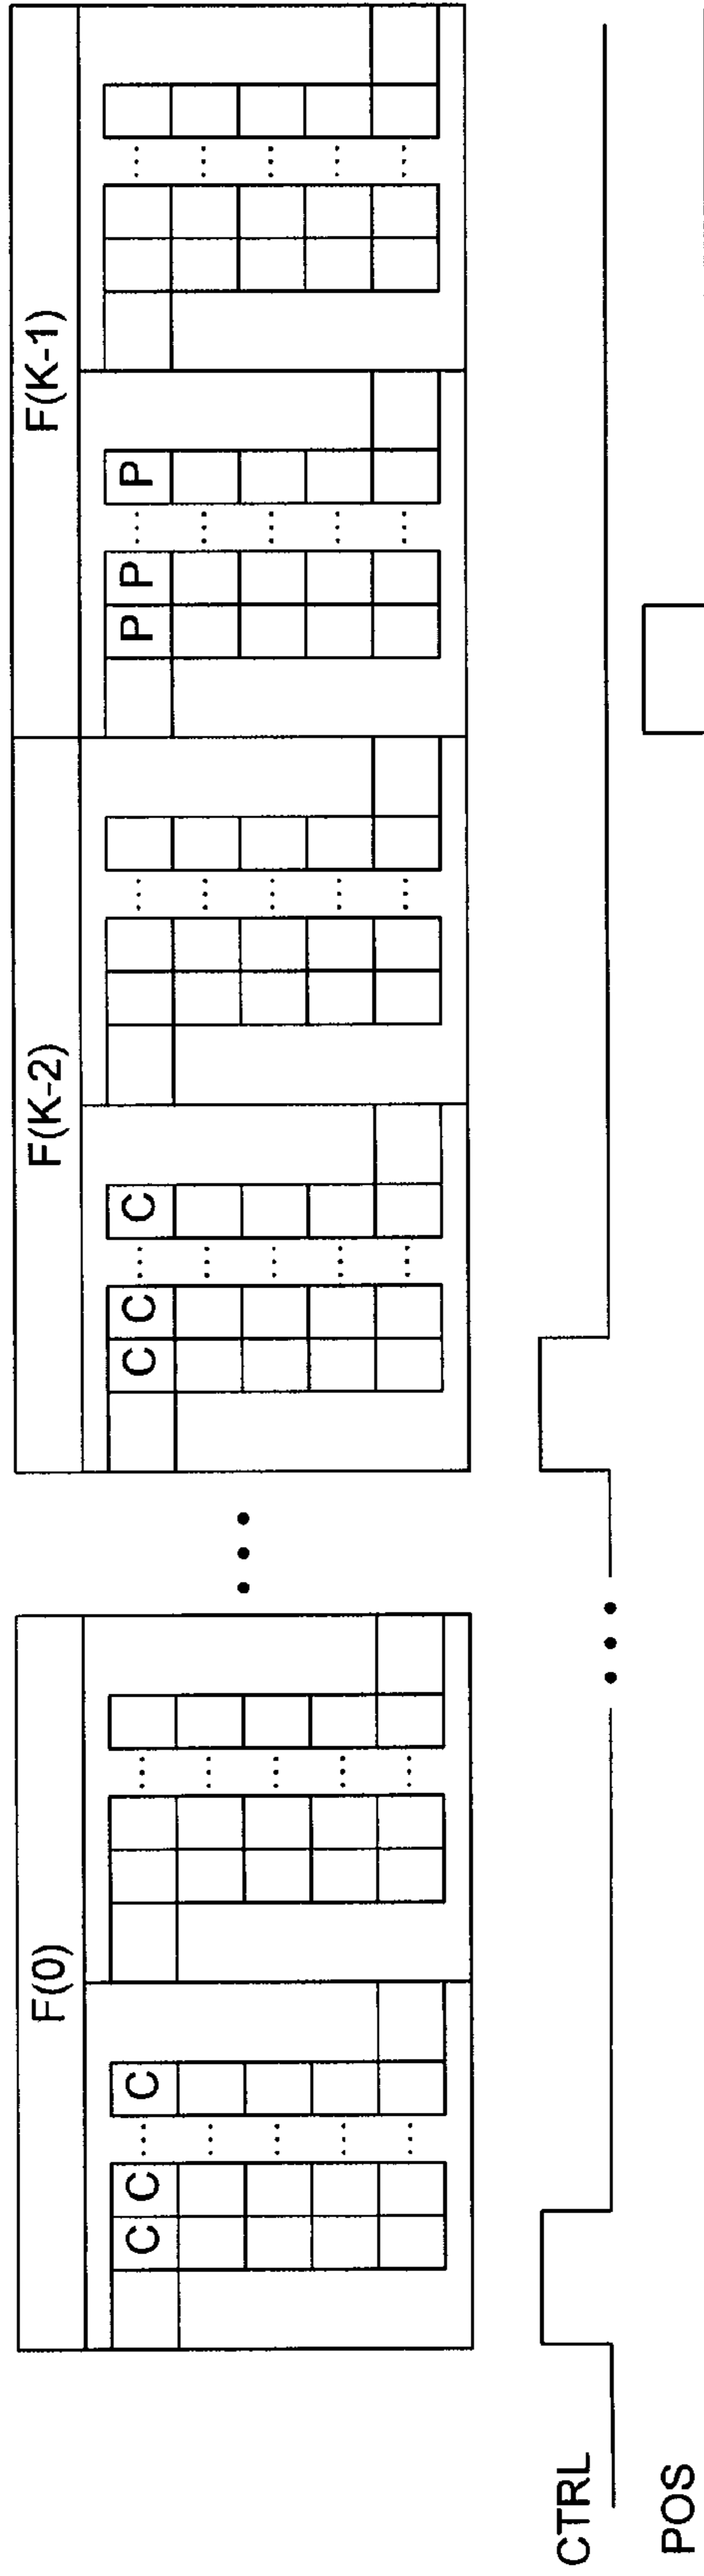 F(0) F(K-2) F(K-1)
C C ... C C C ... C P P ... P
...
CTRL ...
POS